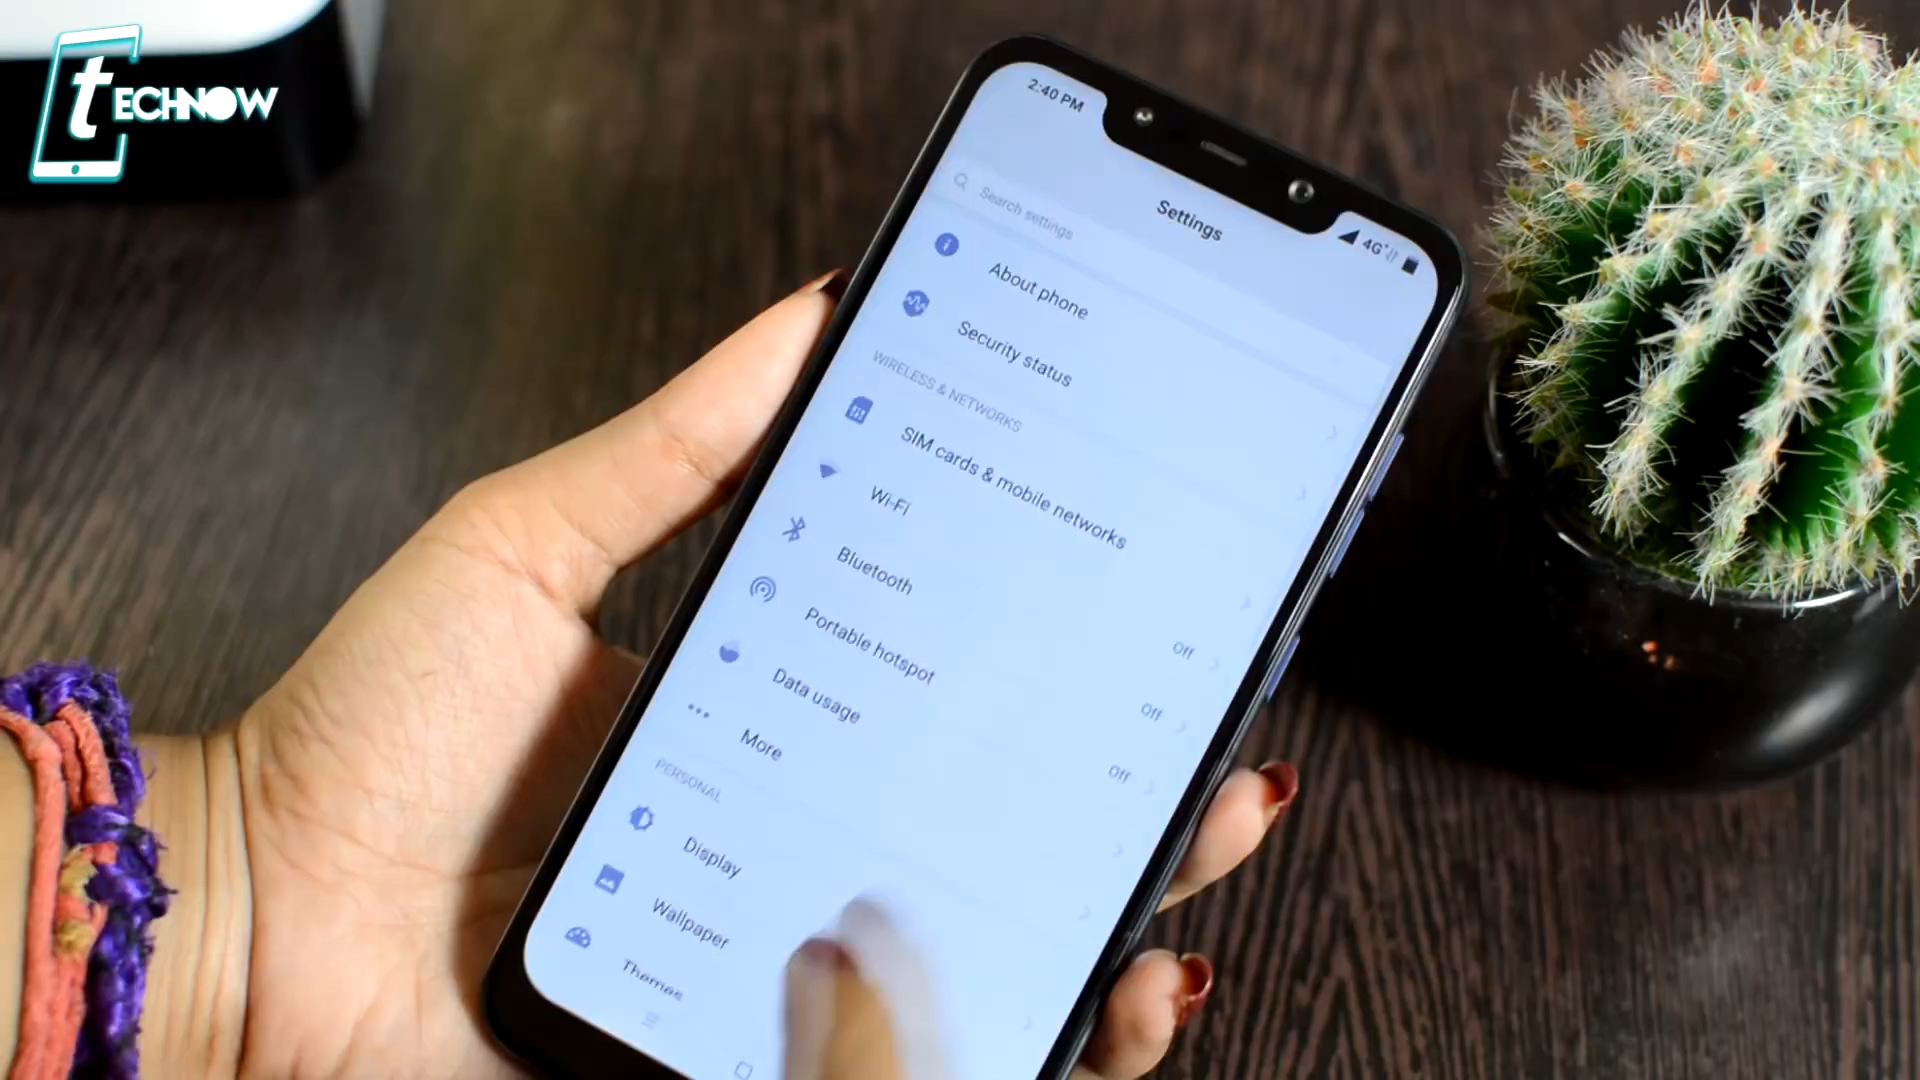 tECHNOW
2:40 PM
4G+
Settings
Search settings
About phone
Security status
WIRELESS & NETWORKS
SIM cards & mobile networks
Wi-Fi
Off
Bluetooth
Off
Portable hotspot
Off
Data usage
More
PERSONAL
Display
Wallpaper
Themes